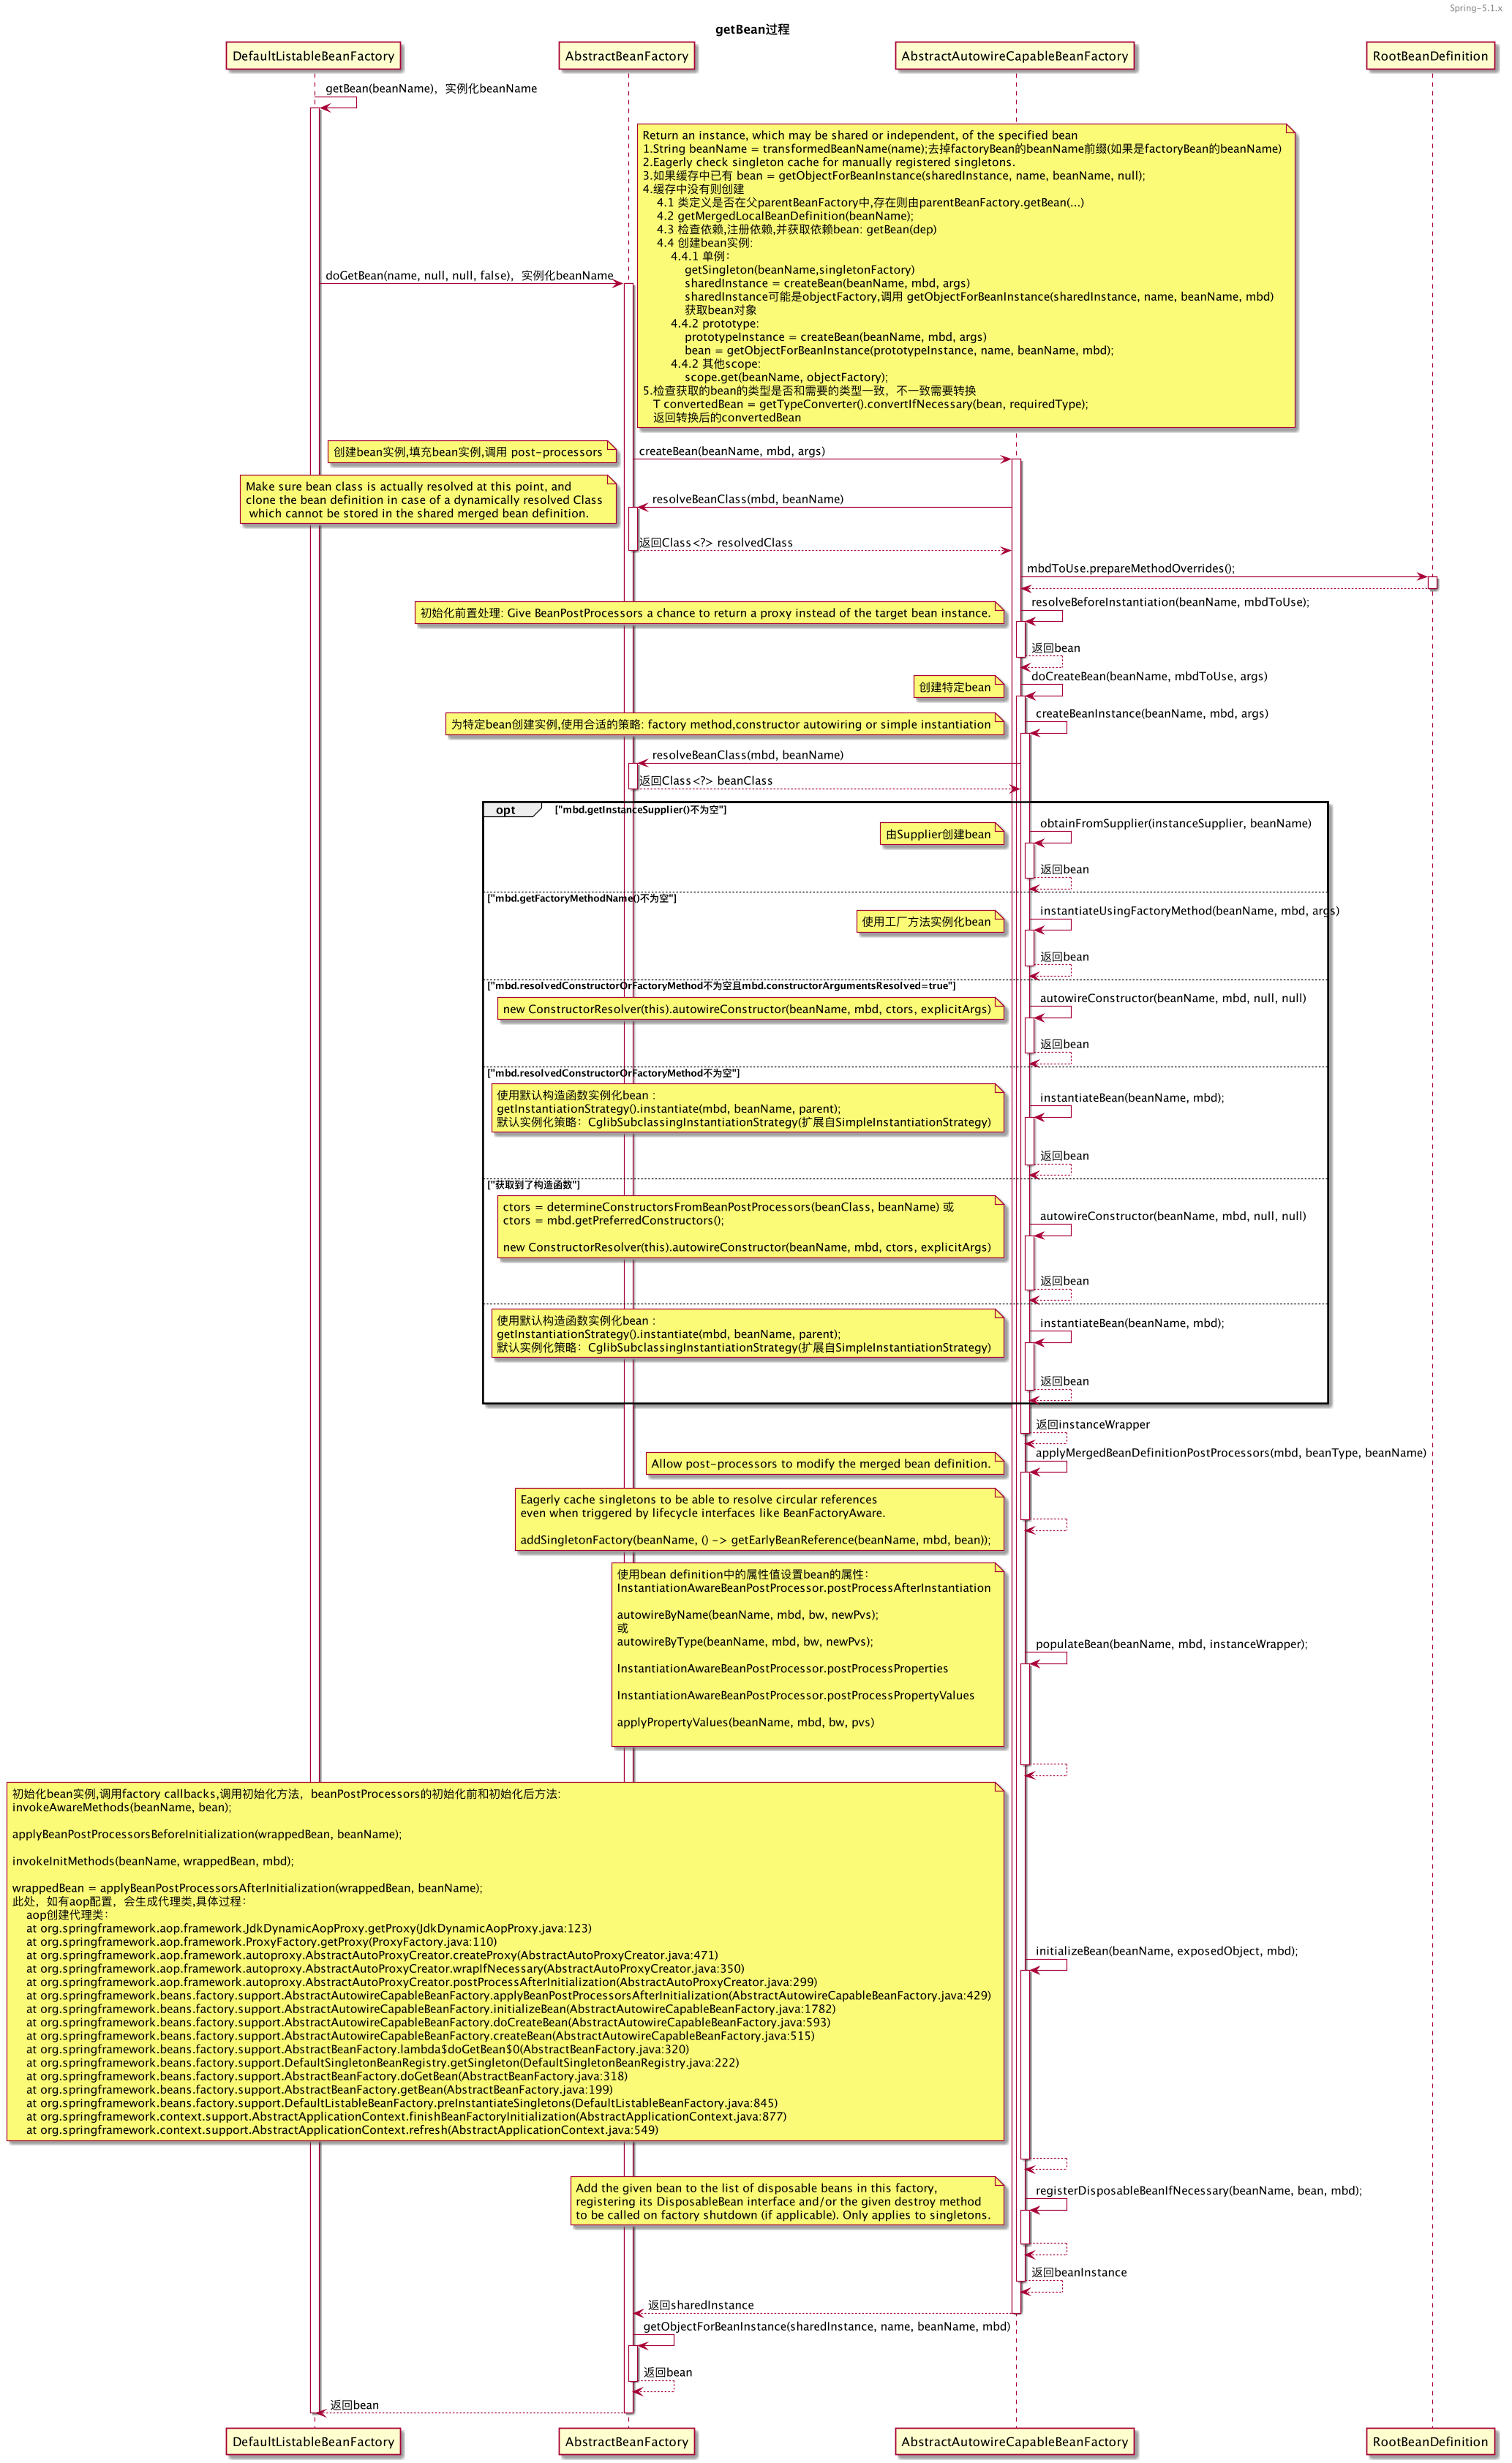 Spring-5.1.x
getBean过程
DefaultListableBeanFactory
AbstractBeanFactory
AbstractAutowireCapableBeanFactory
RootBeanDefinition
getBean(beanName)，实例化beanName
Return an instance, which may be shared or independent, of the specified bean
1.String beanName = transformedBeanName(name);去掉factoryBean的beanName前缀(如果是factoryBean的beanName)
2.Eagerly check singleton cache for manually registered singletons.
3.如果缓存中已有 bean = getObjectForBeanInstance(sharedInstance, name, beanName, null);
4.缓存中没有则创建
4.1 类定义是否在父parentBeanFactory中,存在则由parentBeanFactory.getBean(...)
4.2 getMergedLocalBeanDefinition(beanName);
4.3 检查依赖,注册依赖,并获取依赖bean: getBean(dep)
4.4 创建bean实例:
4.4.1 单例：
getSingleton(beanName,singletonFactory)
sharedInstance = createBean(beanName, mbd, args)
sharedInstance可能是objectFactory,调用 getObjectForBeanInstance(sharedInstance, name, beanName, mbd)
获取bean对象
4.4.2 prototype:
prototypeInstance = createBean(beanName, mbd, args)
bean = getObjectForBeanInstance(prototypeInstance, name, beanName, mbd);
4.4.2 其他scope:
scope.get(beanName, objectFactory);
5.检查获取的bean的类型是否和需要的类型一致，不一致需要转换
T convertedBean = getTypeConverter().convertIfNecessary(bean, requiredType);
返回转换后的convertedBean
doGetBean(name, null, null, false)，实例化beanName
创建bean实例,填充bean实例,调用 post-processors
createBean(beanName, mbd, args)
Make sure bean class is actually resolved at this point, and
clone the bean definition in case of a dynamically resolved Class
which cannot be stored in the shared merged bean definition.
resolveBeanClass(mbd, beanName)
返回Class<?> resolvedClass
mbdToUse.prepareMethodOverrides();
初始化前置处理: Give BeanPostProcessors a chance to return a proxy instead of the target bean instance.
resolveBeforeInstantiation(beanName, mbdToUse);
返回bean
创建特定bean
doCreateBean(beanName, mbdToUse, args)
为特定bean创建实例,使用合适的策略: factory method,constructor autowiring or simple instantiation
createBeanInstance(beanName, mbd, args)
resolveBeanClass(mbd, beanName)
返回Class<?> beanClass
opt
["mbd.getInstanceSupplier()不为空"]
由Supplier创建bean
obtainFromSupplier(instanceSupplier, beanName)
返回bean
["mbd.getFactoryMethodName()不为空"]
使用工厂方法实例化bean
instantiateUsingFactoryMethod(beanName, mbd, args)
返回bean
["mbd.resolvedConstructorOrFactoryMethod不为空且mbd.constructorArgumentsResolved=true"]
new ConstructorResolver(this).autowireConstructor(beanName, mbd, ctors, explicitArgs)
autowireConstructor(beanName, mbd, null, null)
返回bean
["mbd.resolvedConstructorOrFactoryMethod不为空"]
使用默认构造函数实例化bean：
getInstantiationStrategy().instantiate(mbd, beanName, parent);
默认实例化策略：CglibSubclassingInstantiationStrategy(扩展自SimpleInstantiationStrategy)
instantiateBean(beanName, mbd);
返回bean
["获取到了构造函数"]
ctors = determineConstructorsFromBeanPostProcessors(beanClass, beanName) 或
ctors = mbd.getPreferredConstructors();
new ConstructorResolver(this).autowireConstructor(beanName, mbd, ctors, explicitArgs)
autowireConstructor(beanName, mbd, null, null)
返回bean
使用默认构造函数实例化bean：
getInstantiationStrategy().instantiate(mbd, beanName, parent);
默认实例化策略：CglibSubclassingInstantiationStrategy(扩展自SimpleInstantiationStrategy)
instantiateBean(beanName, mbd);
返回bean
返回instanceWrapper
Allow post-processors to modify the merged bean definition.
applyMergedBeanDefinitionPostProcessors(mbd, beanType, beanName)
Eagerly cache singletons to be able to resolve circular references
even when triggered by lifecycle interfaces like BeanFactoryAware.
addSingletonFactory(beanName, () -> getEarlyBeanReference(beanName, mbd, bean));
使用bean definition中的属性值设置bean的属性：
InstantiationAwareBeanPostProcessor.postProcessAfterInstantiation
autowireByName(beanName, mbd, bw, newPvs);
或
autowireByType(beanName, mbd, bw, newPvs);
InstantiationAwareBeanPostProcessor.postProcessProperties
InstantiationAwareBeanPostProcessor.postProcessPropertyValues
applyPropertyValues(beanName, mbd, bw, pvs)
populateBean(beanName, mbd, instanceWrapper);
初始化bean实例,调用factory callbacks,调用初始化方法，beanPostProcessors的初始化前和初始化后方法:
invokeAwareMethods(beanName, bean);
applyBeanPostProcessorsBeforeInitialization(wrappedBean, beanName);
invokeInitMethods(beanName, wrappedBean, mbd);
wrappedBean = applyBeanPostProcessorsAfterInitialization(wrappedBean, beanName);
此处，如有aop配置，会生成代理类,具体过程：
aop创建代理类：
at org.springframework.aop.framework.JdkDynamicAopProxy.getProxy(JdkDynamicAopProxy.java:123)
at org.springframework.aop.framework.ProxyFactory.getProxy(ProxyFactory.java:110)
at org.springframework.aop.framework.autoproxy.AbstractAutoProxyCreator.createProxy(AbstractAutoProxyCreator.java:471)
at org.springframework.aop.framework.autoproxy.AbstractAutoProxyCreator.wrapIfNecessary(AbstractAutoProxyCreator.java:350)
at org.springframework.aop.framework.autoproxy.AbstractAutoProxyCreator.postProcessAfterInitialization(AbstractAutoProxyCreator.java:299)
at org.springframework.beans.factory.support.AbstractAutowireCapableBeanFactory.applyBeanPostProcessorsAfterInitialization(AbstractAutowireCapableBeanFactory.java:429)
at org.springframework.beans.factory.support.AbstractAutowireCapableBeanFactory.initializeBean(AbstractAutowireCapableBeanFactory.java:1782)
at org.springframework.beans.factory.support.AbstractAutowireCapableBeanFactory.doCreateBean(AbstractAutowireCapableBeanFactory.java:593)
at org.springframework.beans.factory.support.AbstractAutowireCapableBeanFactory.createBean(AbstractAutowireCapableBeanFactory.java:515)
at org.springframework.beans.factory.support.AbstractBeanFactory.lambda$doGetBean$0(AbstractBeanFactory.java:320)
at org.springframework.beans.factory.support.DefaultSingletonBeanRegistry.getSingleton(DefaultSingletonBeanRegistry.java:222)
at org.springframework.beans.factory.support.AbstractBeanFactory.doGetBean(AbstractBeanFactory.java:318)
at org.springframework.beans.factory.support.AbstractBeanFactory.getBean(AbstractBeanFactory.java:199)
at org.springframework.beans.factory.support.DefaultListableBeanFactory.preInstantiateSingletons(DefaultListableBeanFactory.java:845)
at org.springframework.context.support.AbstractApplicationContext.finishBeanFactoryInitialization(AbstractApplicationContext.java:877)
at org.springframework.context.support.AbstractApplicationContext.refresh(AbstractApplicationContext.java:549)
initializeBean(beanName, exposedObject, mbd);
Add the given bean to the list of disposable beans in this factory,
registering its DisposableBean interface and/or the given destroy method
to be called on factory shutdown (if applicable). Only applies to singletons.
registerDisposableBeanIfNecessary(beanName, bean, mbd);
返回beanInstance
返回sharedInstance
getObjectForBeanInstance(sharedInstance, name, beanName, mbd)
返回bean
返回bean
DefaultListableBeanFactory
AbstractBeanFactory
AbstractAutowireCapableBeanFactory
RootBeanDefinition